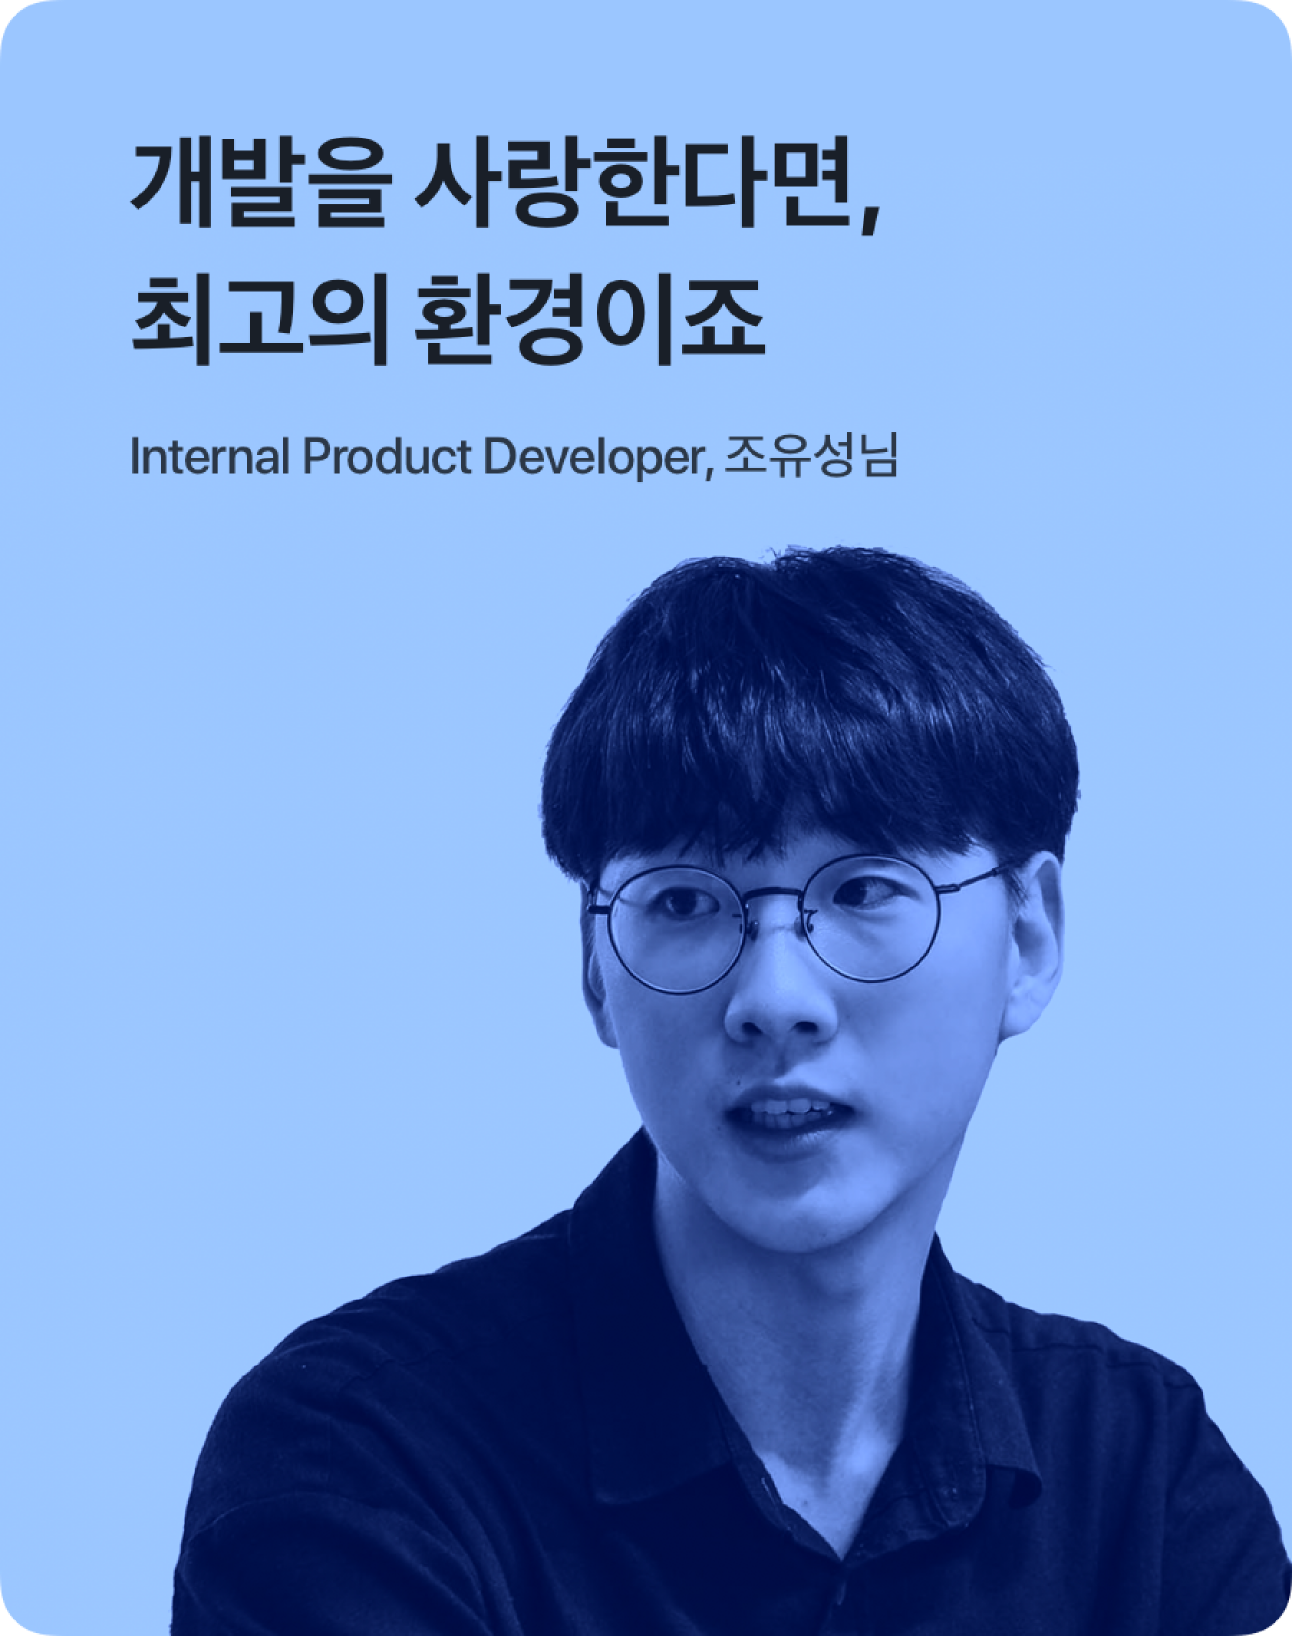 개발을 사랑한다면,
최고의 환경이죠
Internal Product Developer, 조유성님